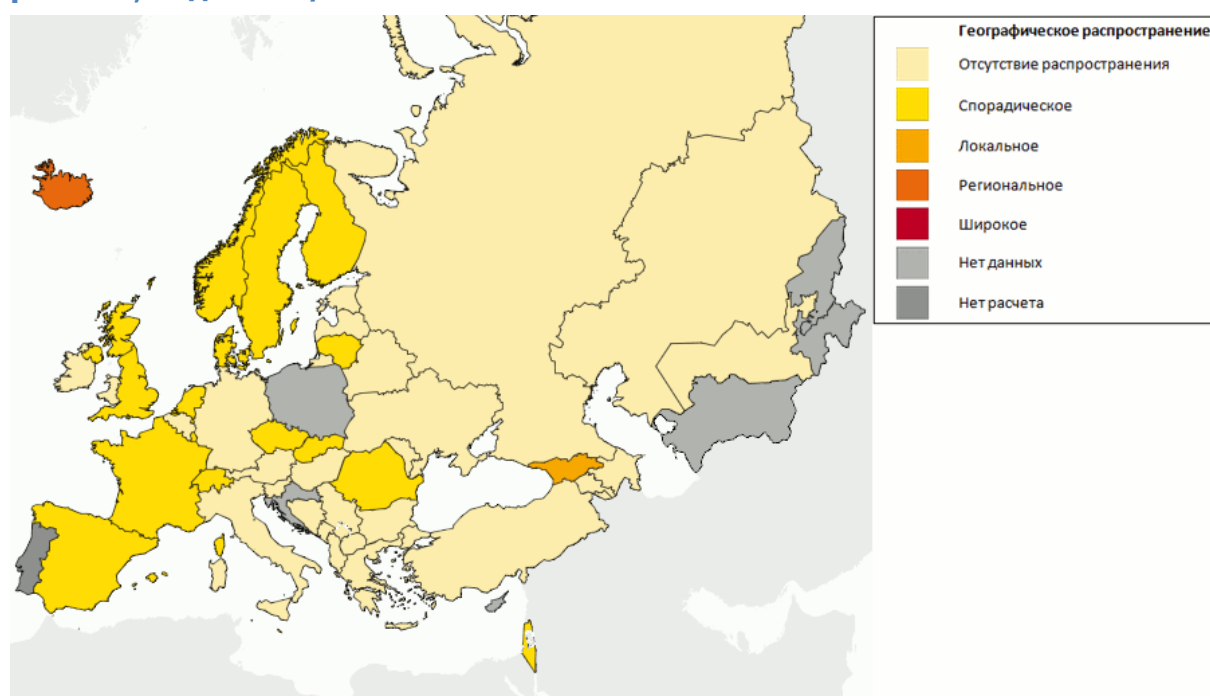 Географическое распространение
Отсутствие распространения
Спорадическое
Локальное
Региональное
Широкое
Нет данных
Нет расчета